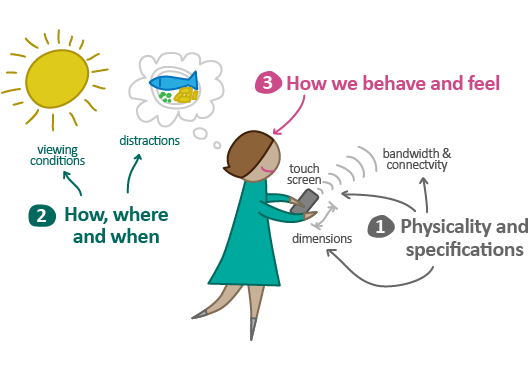 3 How we behave and feel
distractions
viewing
conditions
bandwidth &
connectvity
touch
screen
2 How, where
and when
1 Physicality and
specifications
dimensions